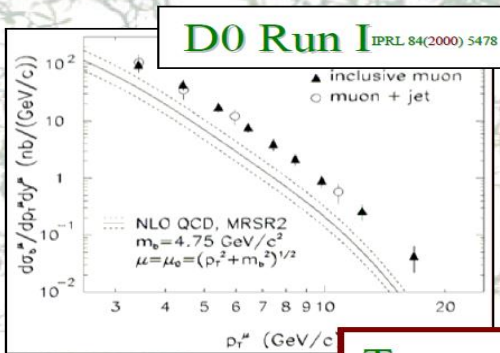 D0 Run I PRL 84(2000) 5478
dσ_b^μ/dp_T^μdy^μ (nb/(GeV/c))
10²
10
1
10⁻¹
10⁻²
▲ inclusive muon
○ muon + jet
NLO QCD, MRSR2
m_b=4.75 GeV/c²
μ=μ₀=(p_T²+m_b²)^1/2
3 4 5 6 7 8 9 10 20
p_T^μ (GeV/c